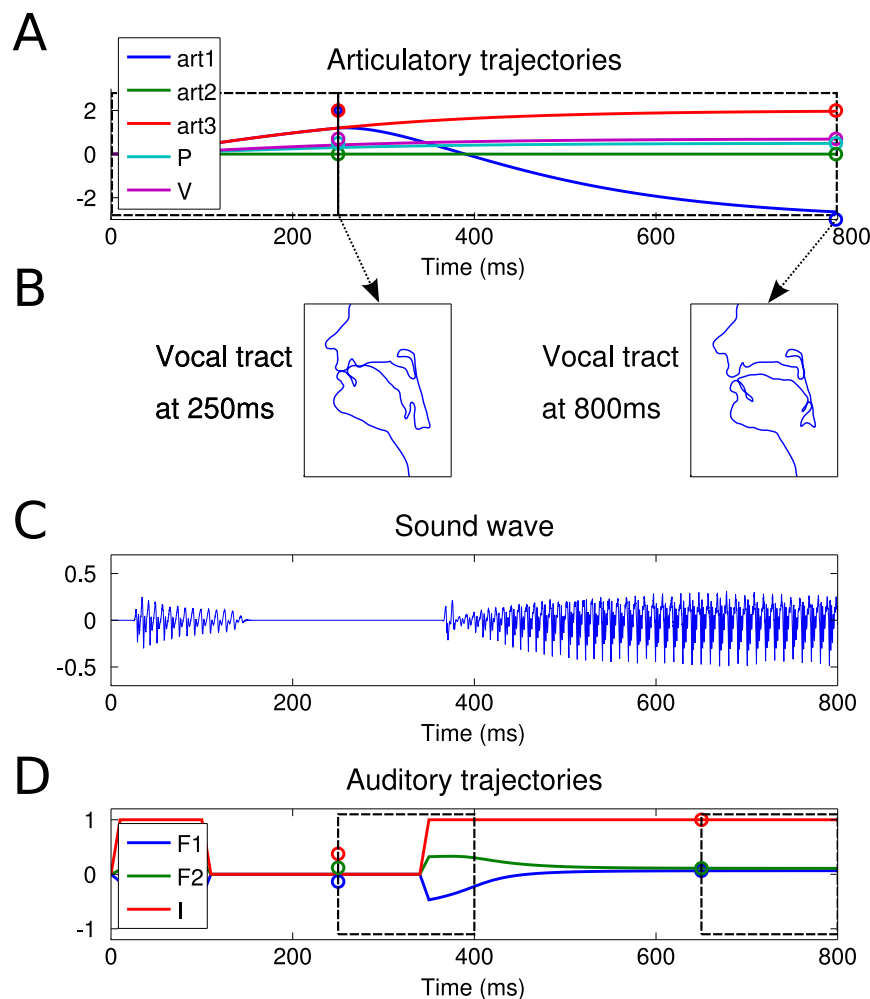 A
Articulatory trajectories
art1
art2
art3
P
V
2
0
-2
0 200 400 600 800
Time (ms)
B
Vocal tract
at 250ms
Vocal tract
at 800ms
C
Sound wave
0.5
0
-0.5
0 200 400 600 800
Time (ms)
D
Auditory trajectories
F1
F2
I
1
0
-1
0 200 400 600 800
Time (ms)